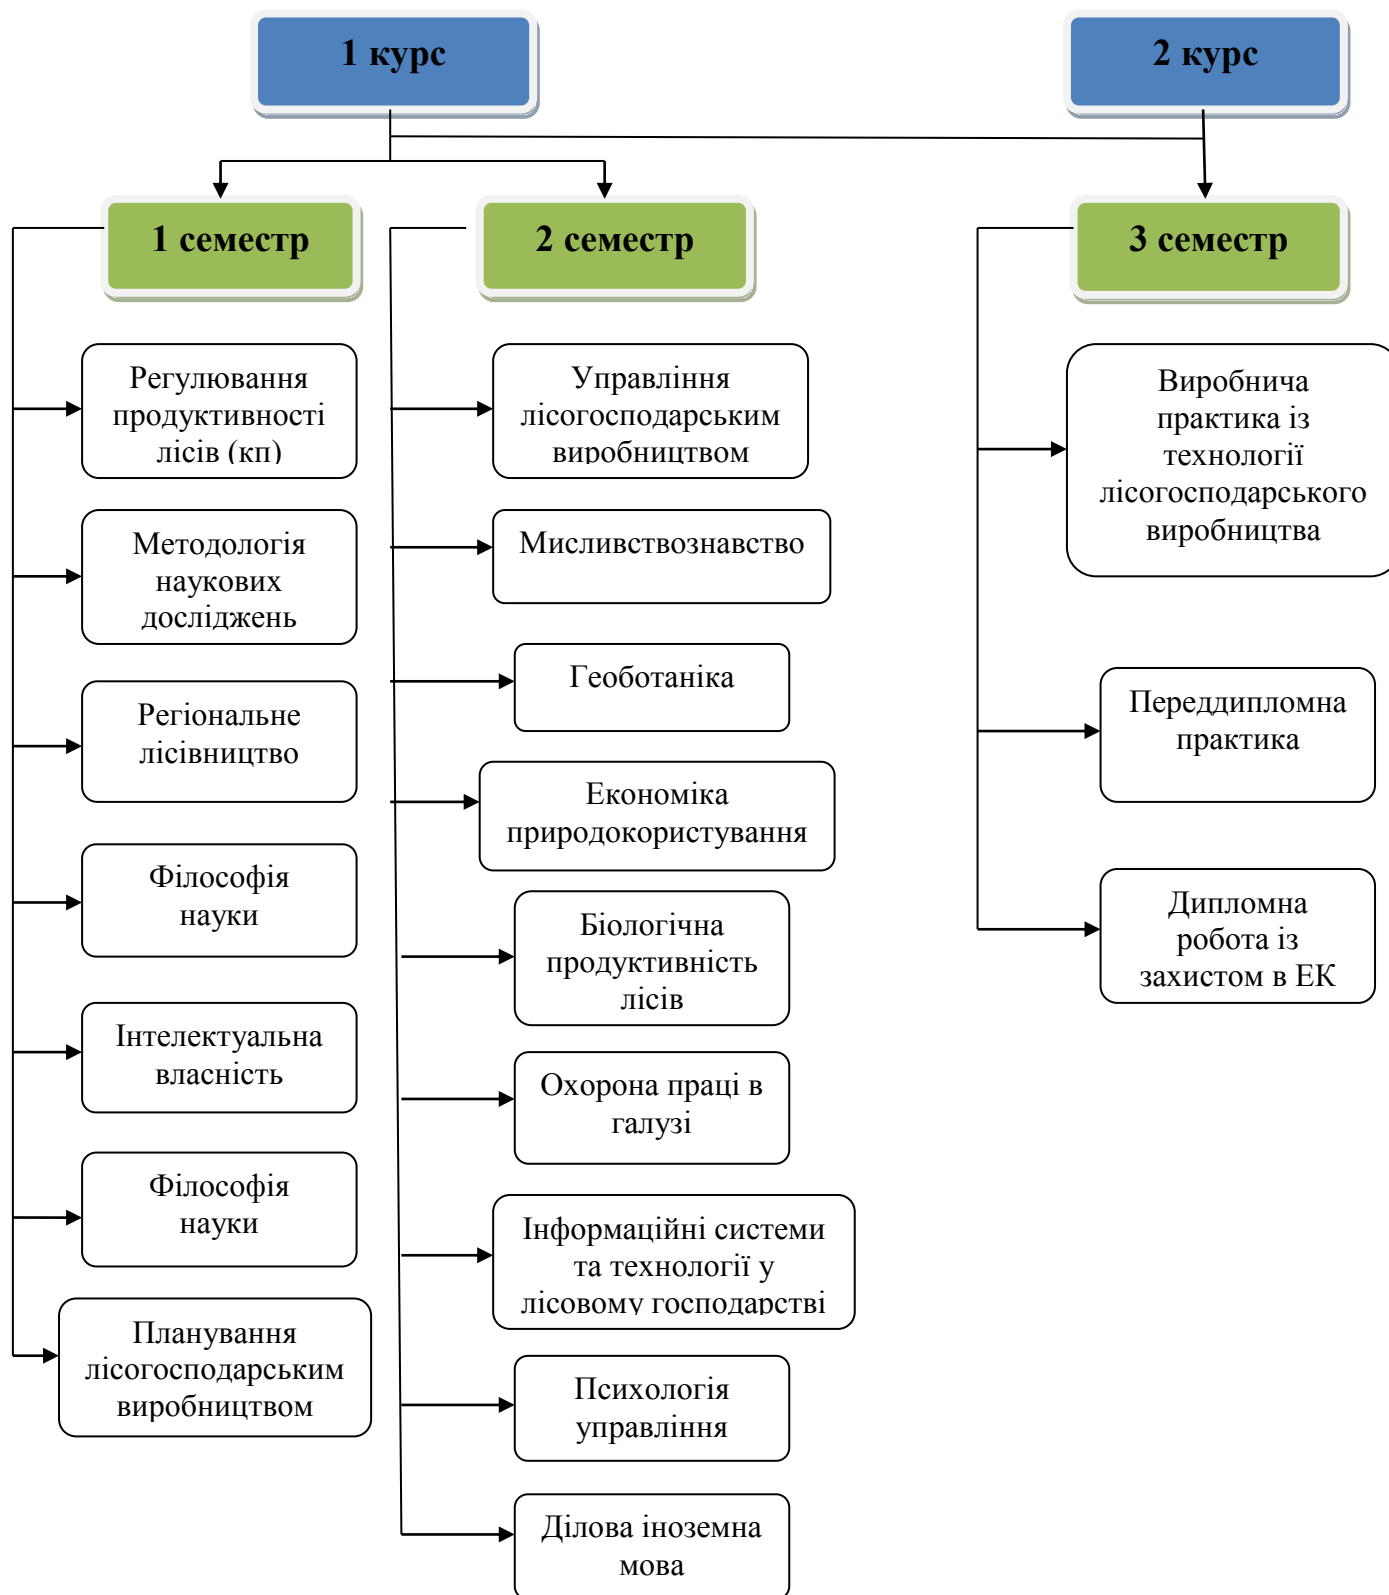 1 курс
2 курс
1 семестр
2 семестр
3 семестр
Регулювання
продуктивності
лісів (кп)
Методологія
наукових
досліджень
Регіональне
лісівництво
Філософія
науки
Інтелектуальна
власність
Філософія
науки
Планування
лісогосподарським
виробництвом
Управління
лісогосподарським
виробництвом
Мисливствознавство
Геоботаніка
Економіка
природокористування
Біологічна
продуктивність
лісів
Охорона праці в
галузі
Інформаційні системи
та технології у
лісовому господарстві
Психологія
управління
Ділова іноземна
мова
Виробнича
практика із
технології
лісогосподарського
виробництва
Переддипломна
практика
Дипломна
робота із
захистом в ЕК